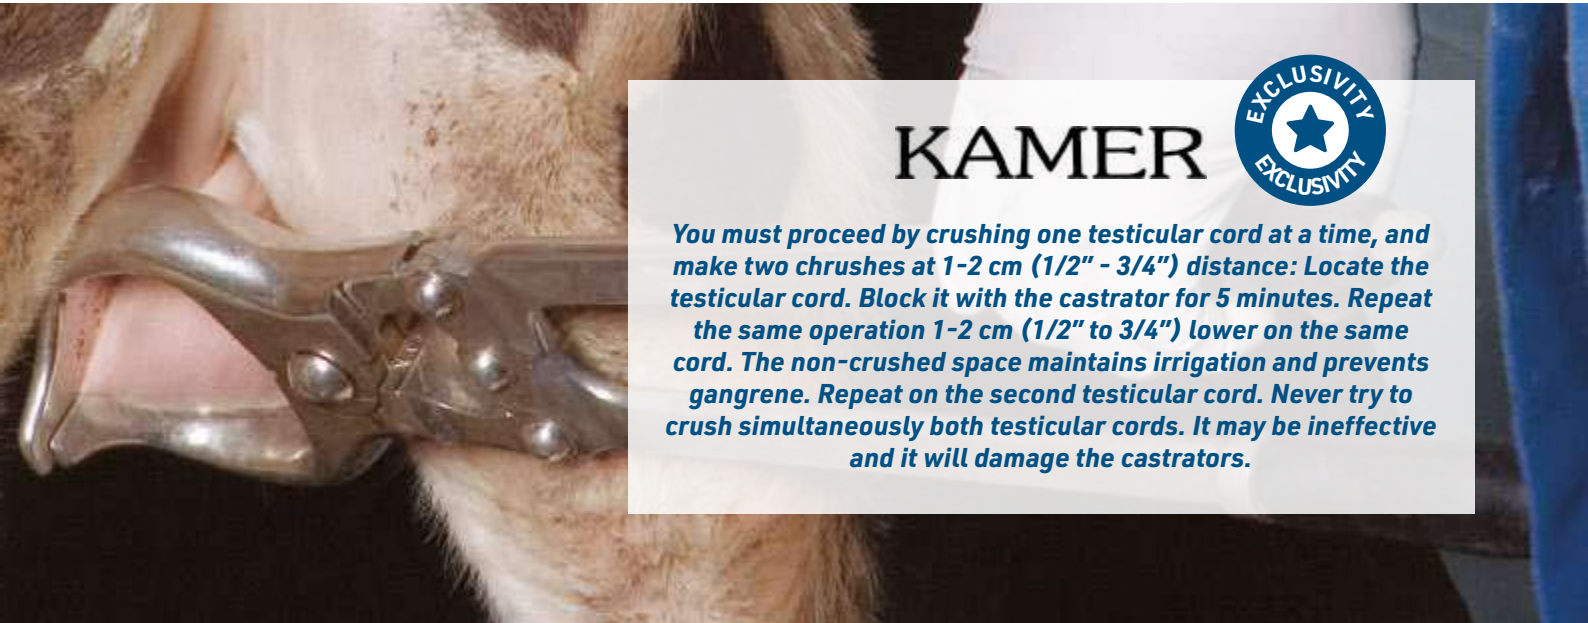 EXCLUSIVITY
KAMER
EXCLUSIVITY
You must proceed by crushing one testicular cord at a time, and
make two chrushes at 1-2 cm (1/2” - 3/4”) distance: Locate the
testicular cord. Block it with the castrator for 5 minutes. Repeat
the same operation 1-2 cm (1/2” to 3/4”) lower on the same
cord. The non-crushed space maintains irrigation and prevents
gangrene. Repeat on the second testicular cord. Never try to
crush simultaneously both testicular cords. It may be ineffective
and it will damage the castrators.